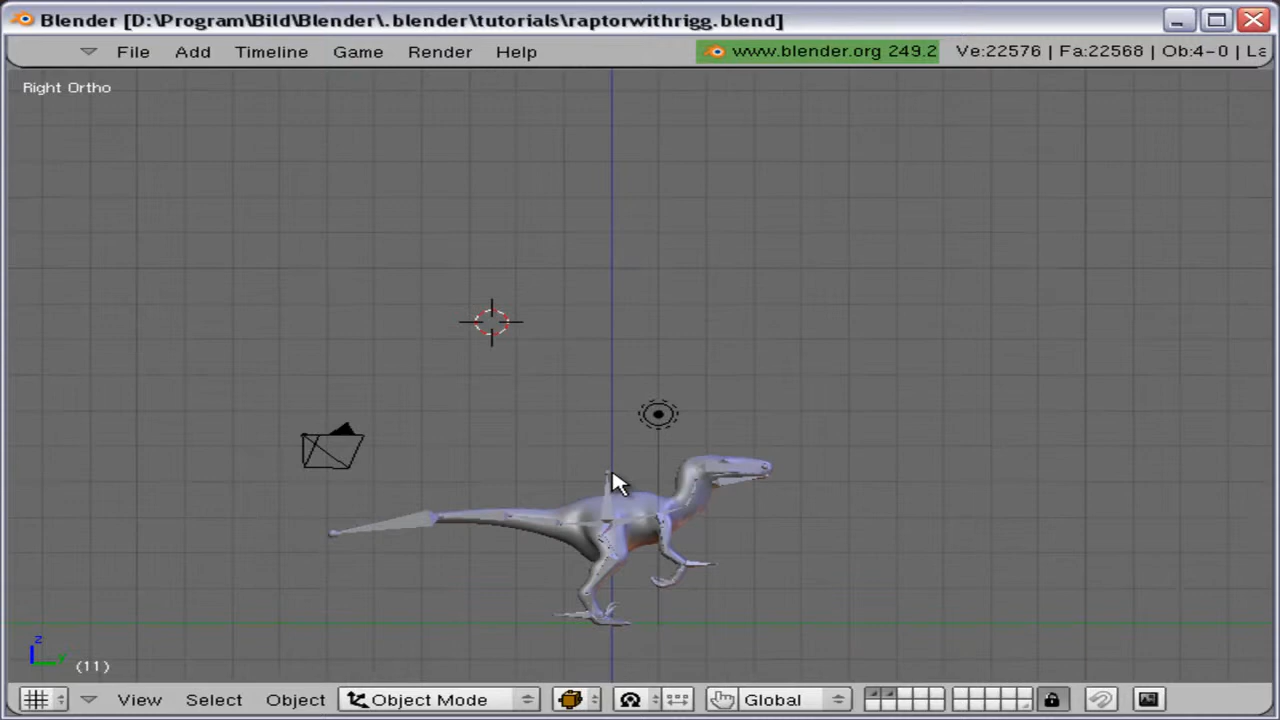 Blender [D:\Program\Bild\Blender\.blender\tutorials\raptorwithrigg.blend]
File Add Timeline Game Render Help www.blender.org 249.2 Ve:22576 | Fa:22568 | Ob:4-0 | La
Right Ortho
z
y
(11)
View Select Object Object Mode Global